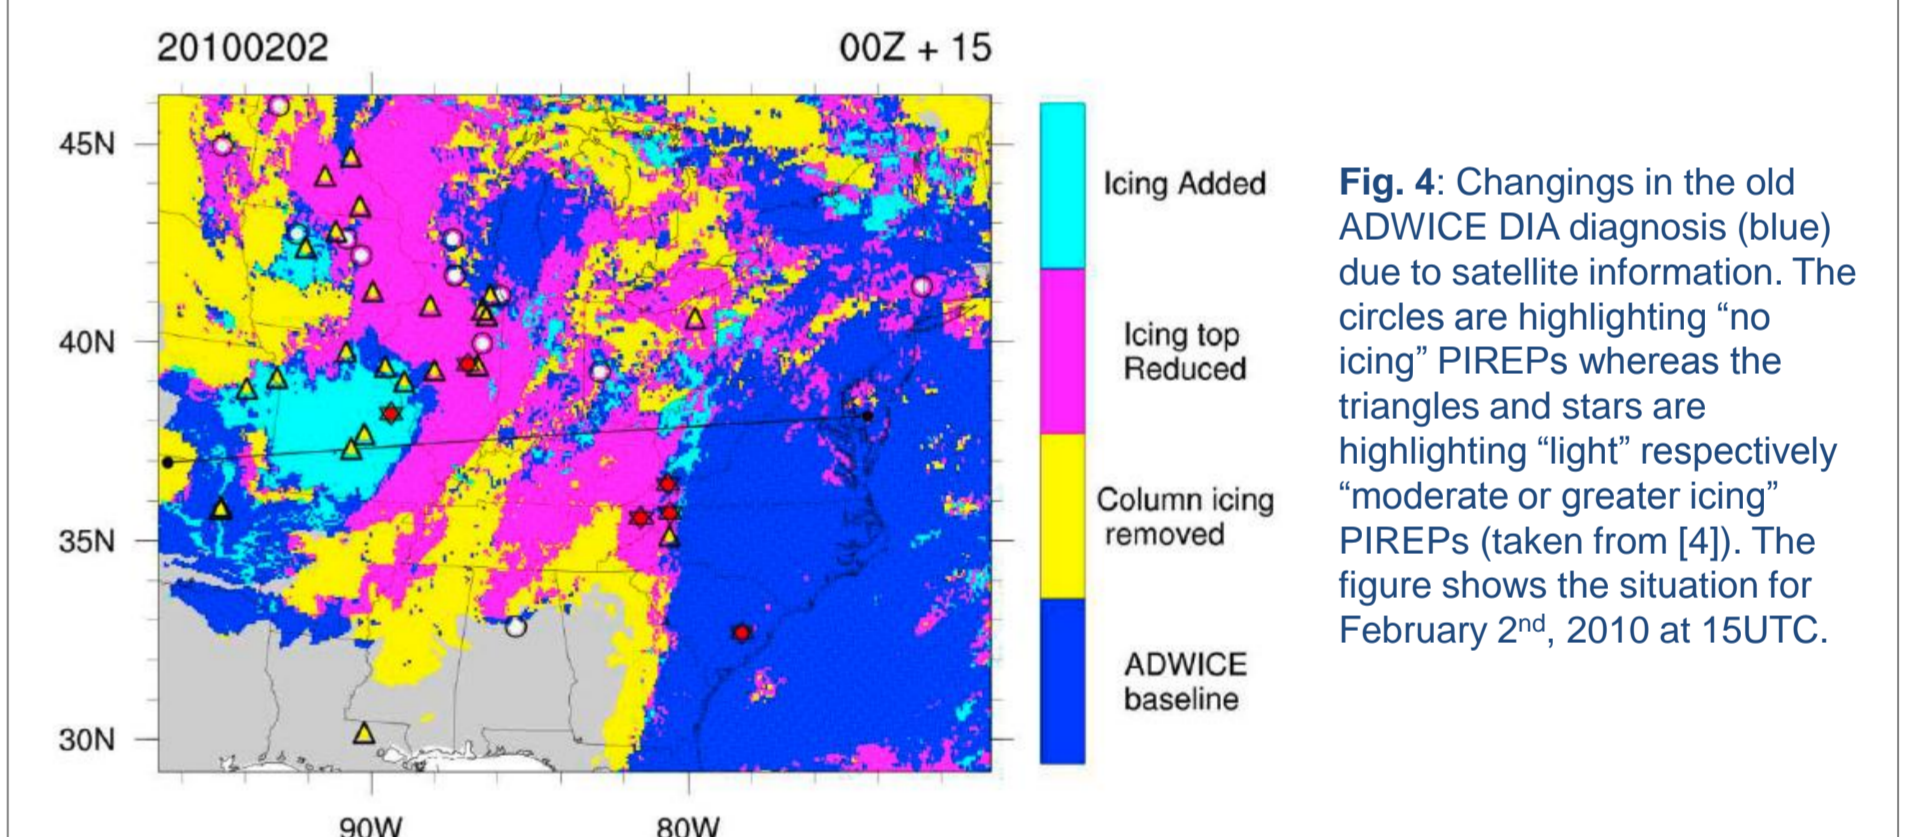 20100202
00Z + 15
45N
40N
35N
30N
90W
80W
Icing Added
Icing top
Reduced
Column icing
removed
ADWICE
baseline
Fig. 4: Changings in the old
ADWICE DIA diagnosis (blue)
due to satellite information. The
circles are highlighting “no
icing” PIREPs whereas the
triangles and stars are
highlighting “light” respectively
“moderate or greater icing”
PIREPs (taken from [4]). The
figure shows the situation for
February 2nd, 2010 at 15UTC.